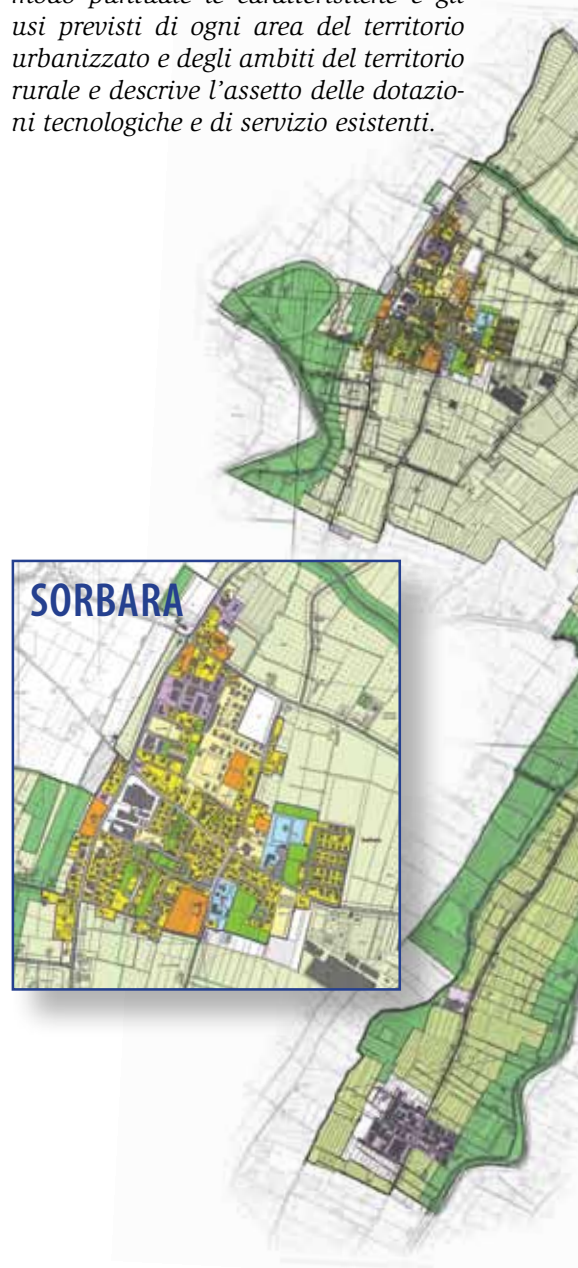 modo puntuale le caratteristiche e gli
usi previsti di ogni area del territorio
urbanizzato e degli ambiti del territorio
rurale e descrive l'assetto delle dotazio-
ni tecnologiche e di servizio esistenti.
SORBARA